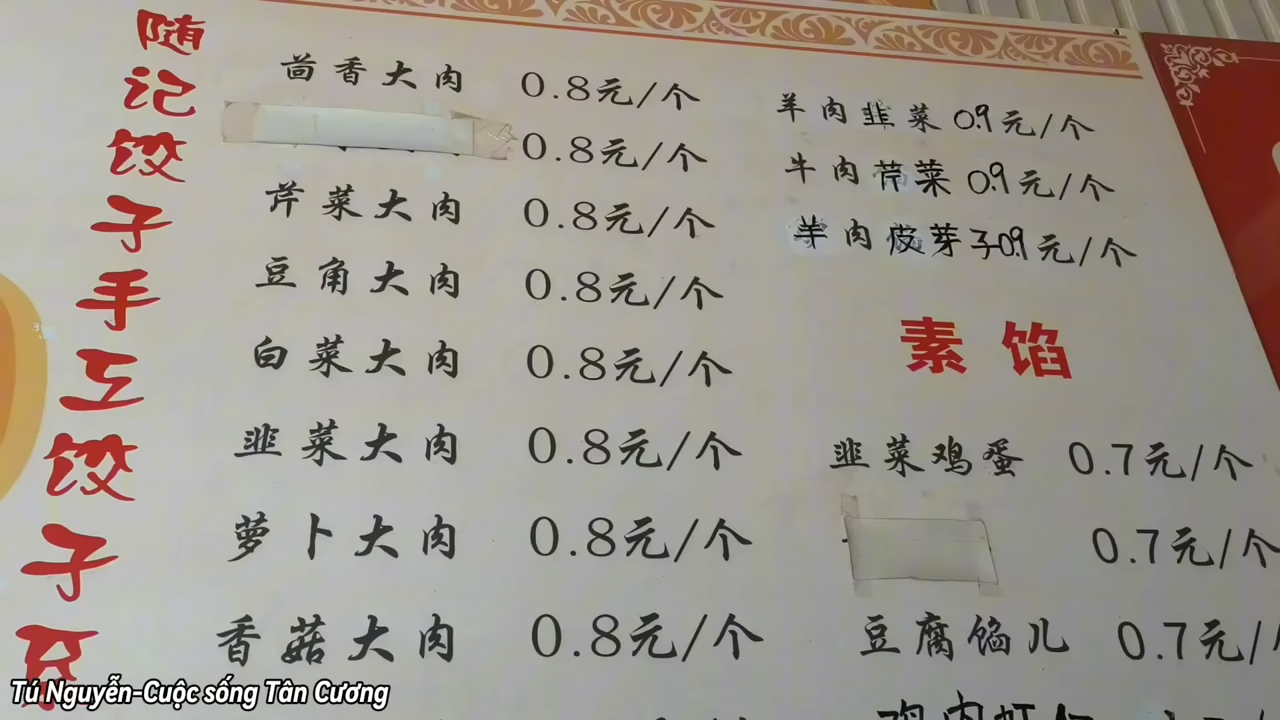 随记饺子手工饺子
茴香大肉 0.8元/个
0.8元/个
芹菜大肉 0.8元/个
豆角大肉 0.8元/个
白菜大肉 0.8元/个
韭菜大肉 0.8元/个
萝卜大肉 0.8元/个
香菇大肉 0.8元/个
羊肉韭菜 0.9元/个
牛肉芹菜 0.9元/个
羊肉皮芽子 0.9元/个
素馅
韭菜鸡蛋 0.7元/个
0.7元/个
豆腐馅儿 0.7元/
Tú Nguyễn-Cuộc sống Tân Cương